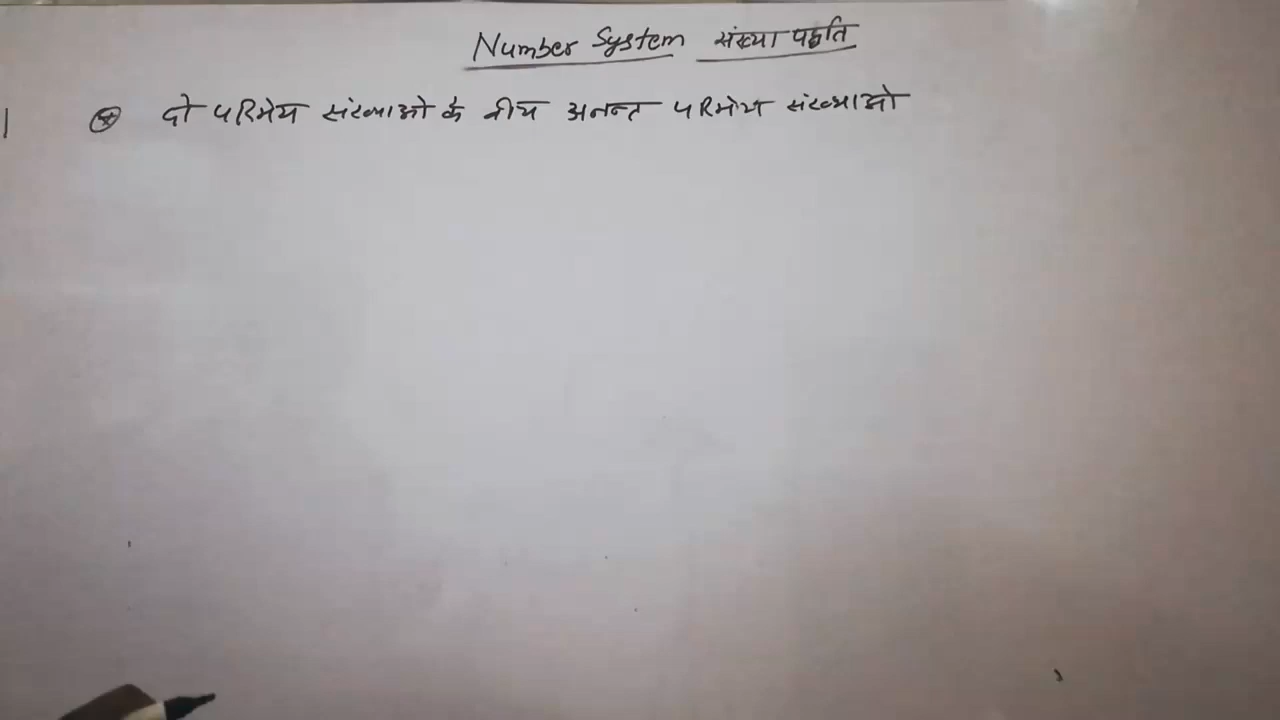 Number System संख्या पद्धति
दो परिमेय संख्याओ के बीच अनन्त परिमेय संख्याओ